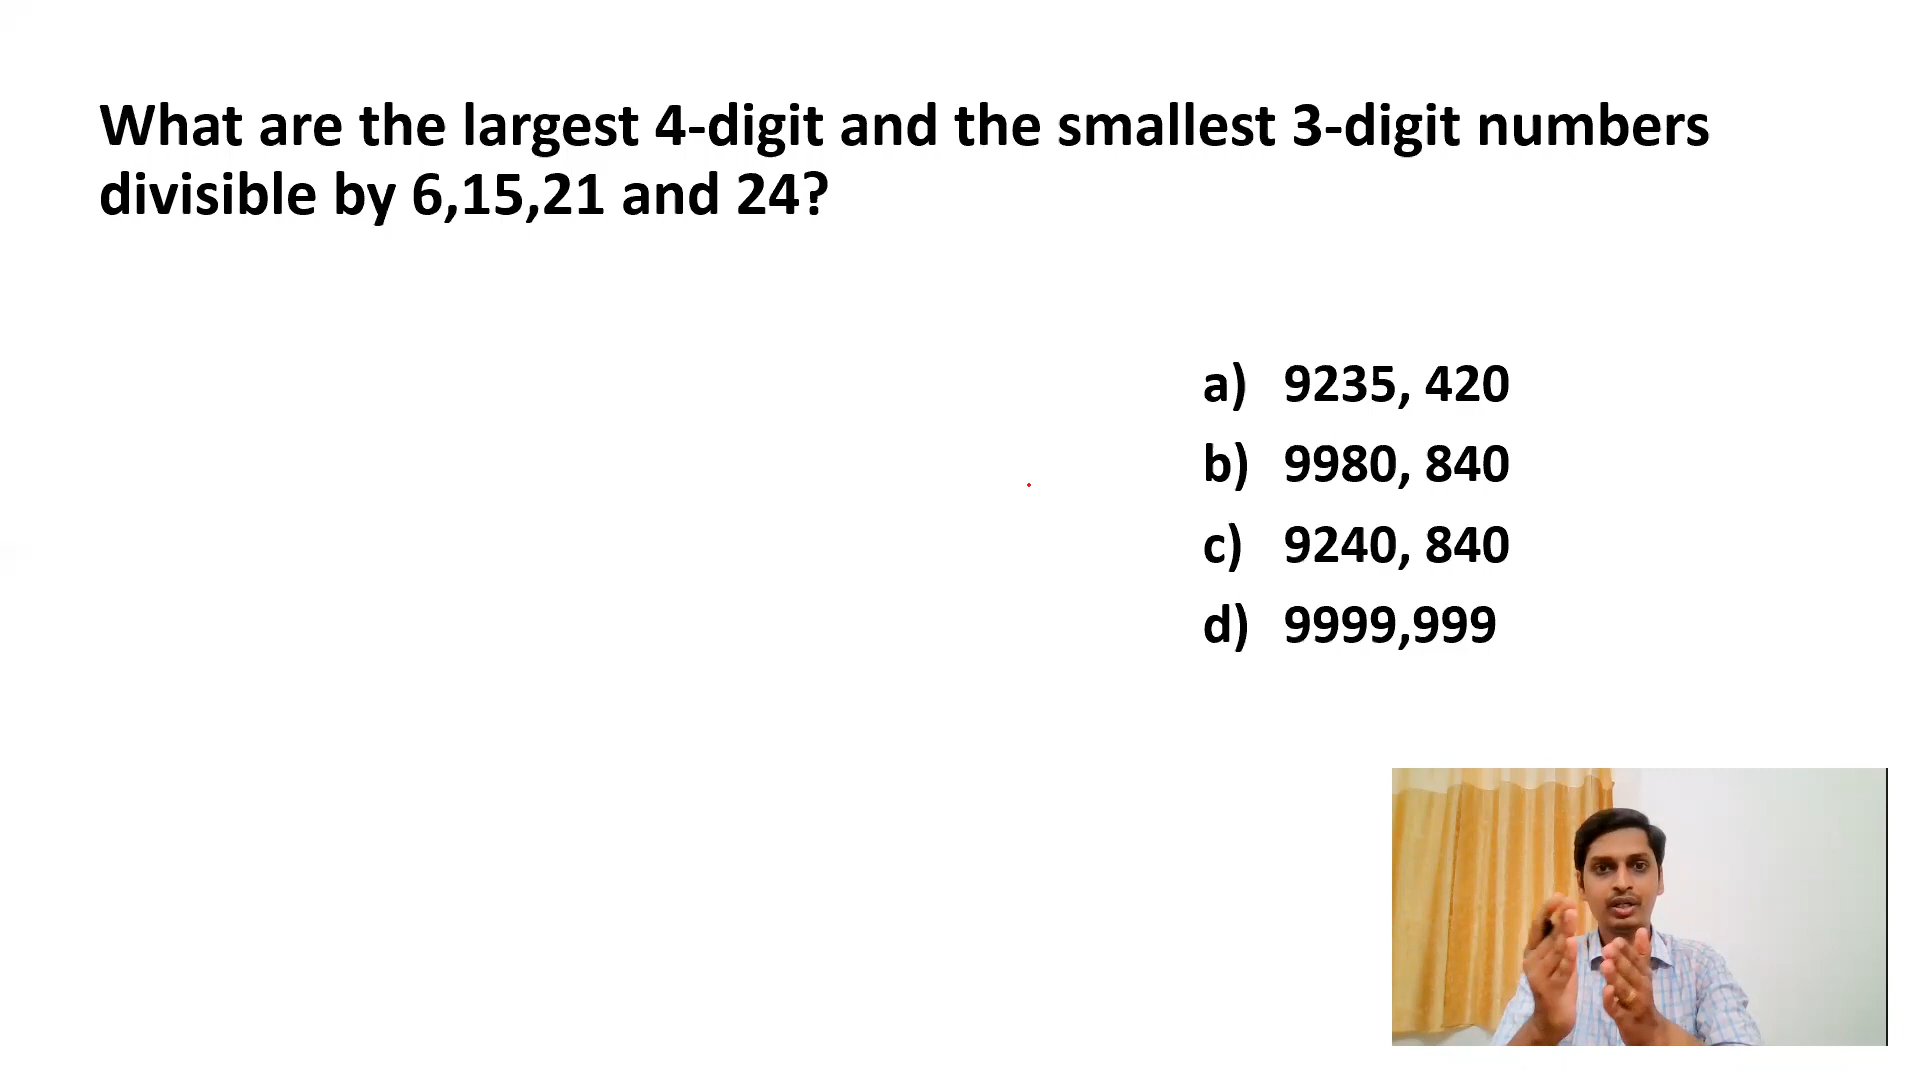 What are the largest 4-digit and the smallest 3-digit numbers
divisible by 6,15,21 and 24?
a) 9235, 420
b) 9980, 840
c) 9240, 840
d) 9999,999